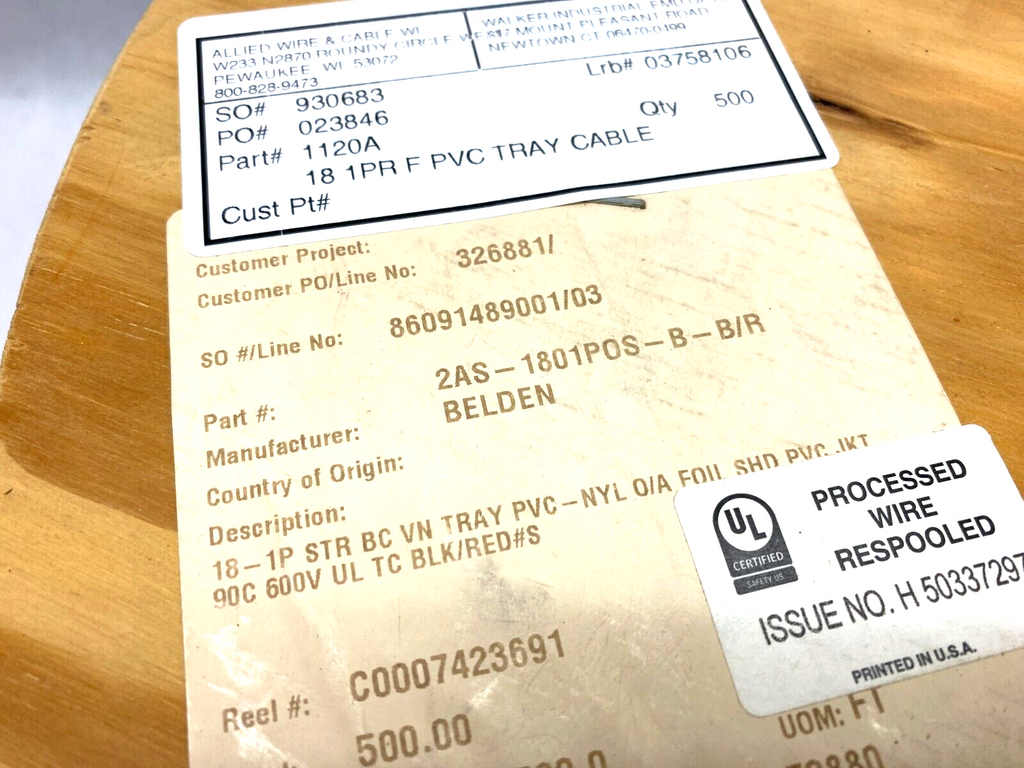 ALLIED WIRE & CABLE WI
W233 N2870 ROUNDY CIRCLE WEST
PEWAUKEE WI 53072
800-828-9473
WALKER INDUSTRIAL
17 MOUNT PLEASANT ROAD
NEWTOWN CT 06470-0499
Lrb# 03758106
SO# 930683
PO# 023846
Qty 500
Part# 1120A
18 1PR F PVC TRAY CABLE
Cust Pt#
Customer Project:
Customer PO/Line No: 326881/
SO #/Line No: 86091489001/03
Part #: 2AS-1801POS-B-B/R
Manufacturer: BELDEN
Country of Origin:
Description:
18-1P STR BC VN TRAY PVC-NYL O/A FOIL SHD PVC JKT
90C 600V UL TC BLK/RED#S
Reel #: C0007423691
500.00
UOM: FT
UL
CERTIFIED
SAFETY US
PROCESSED
WIRE
RESPOOLED
ISSUE NO. H 50337297
PRINTED IN U.S.A.